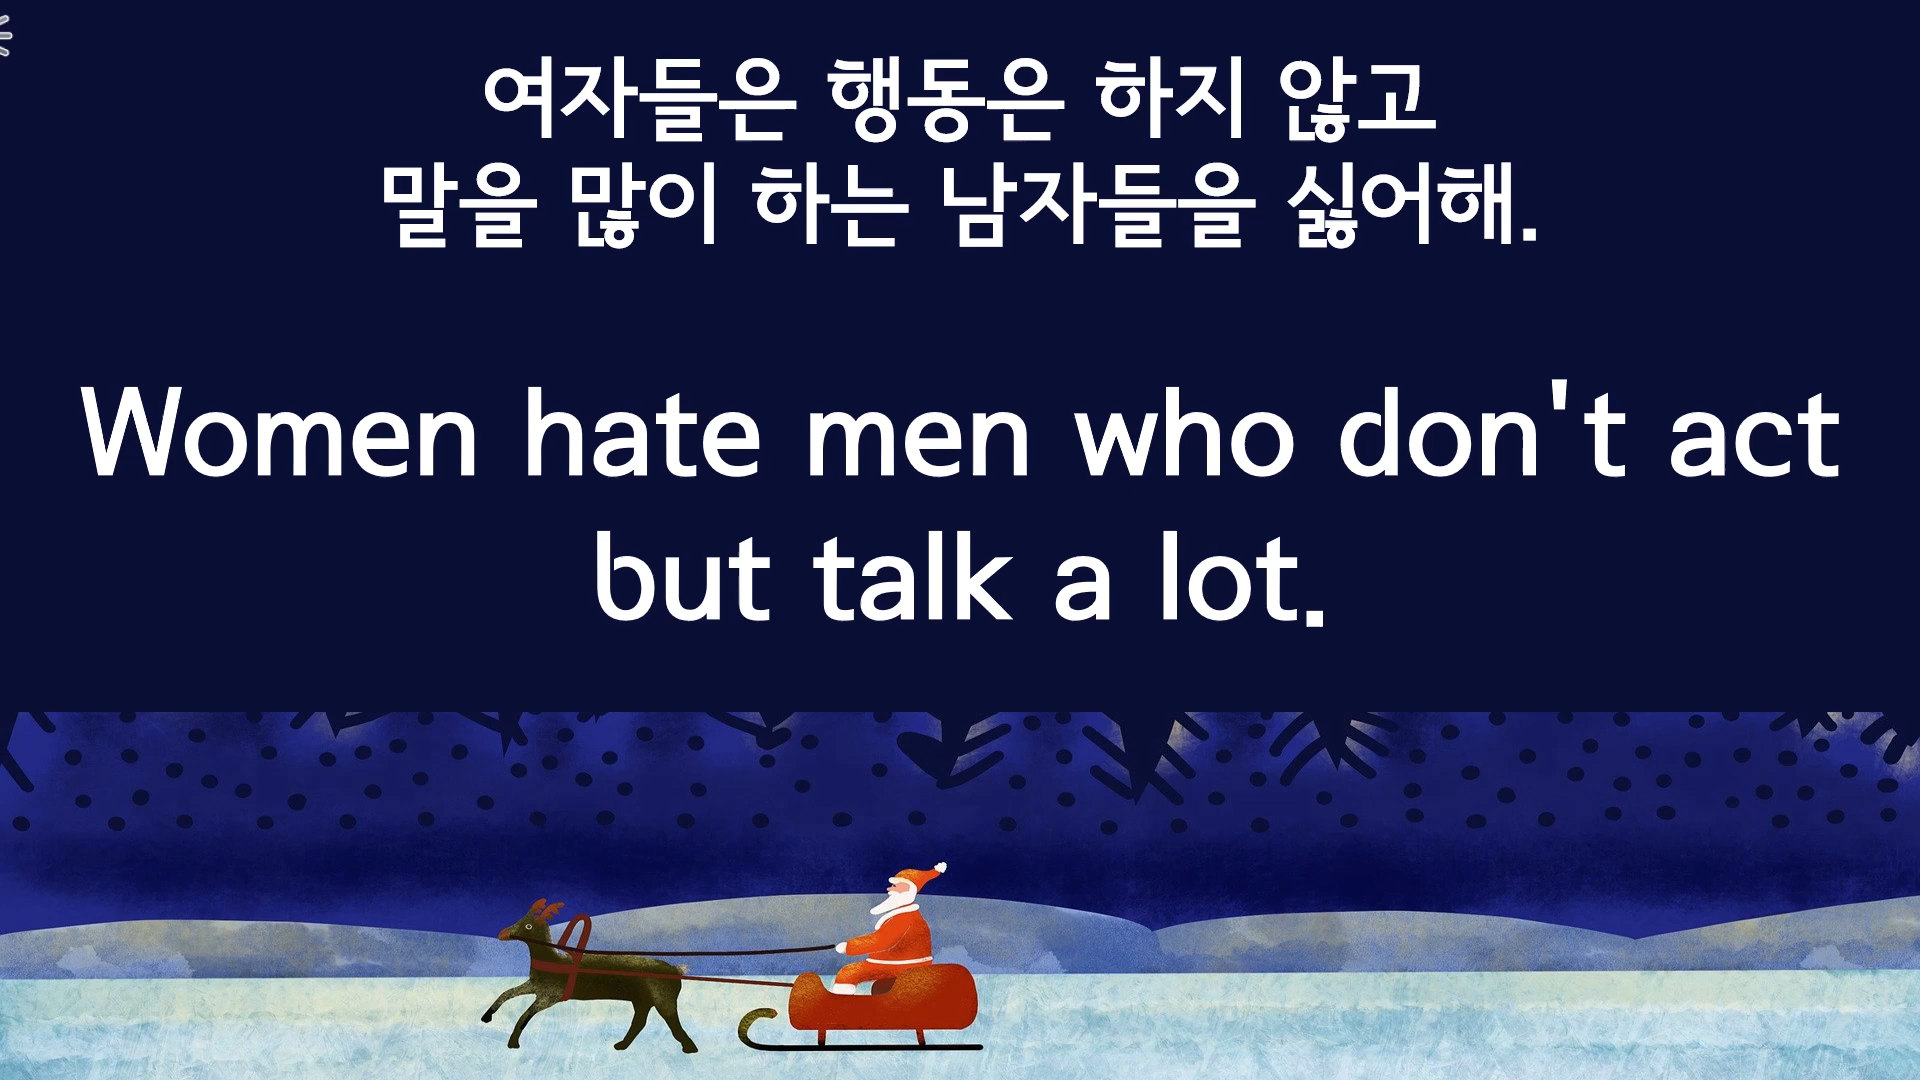 여자들은 행동은 하지 않고
말을 많이 하는 남자들을 싫어해.
Women hate men who don't act
but talk a lot.